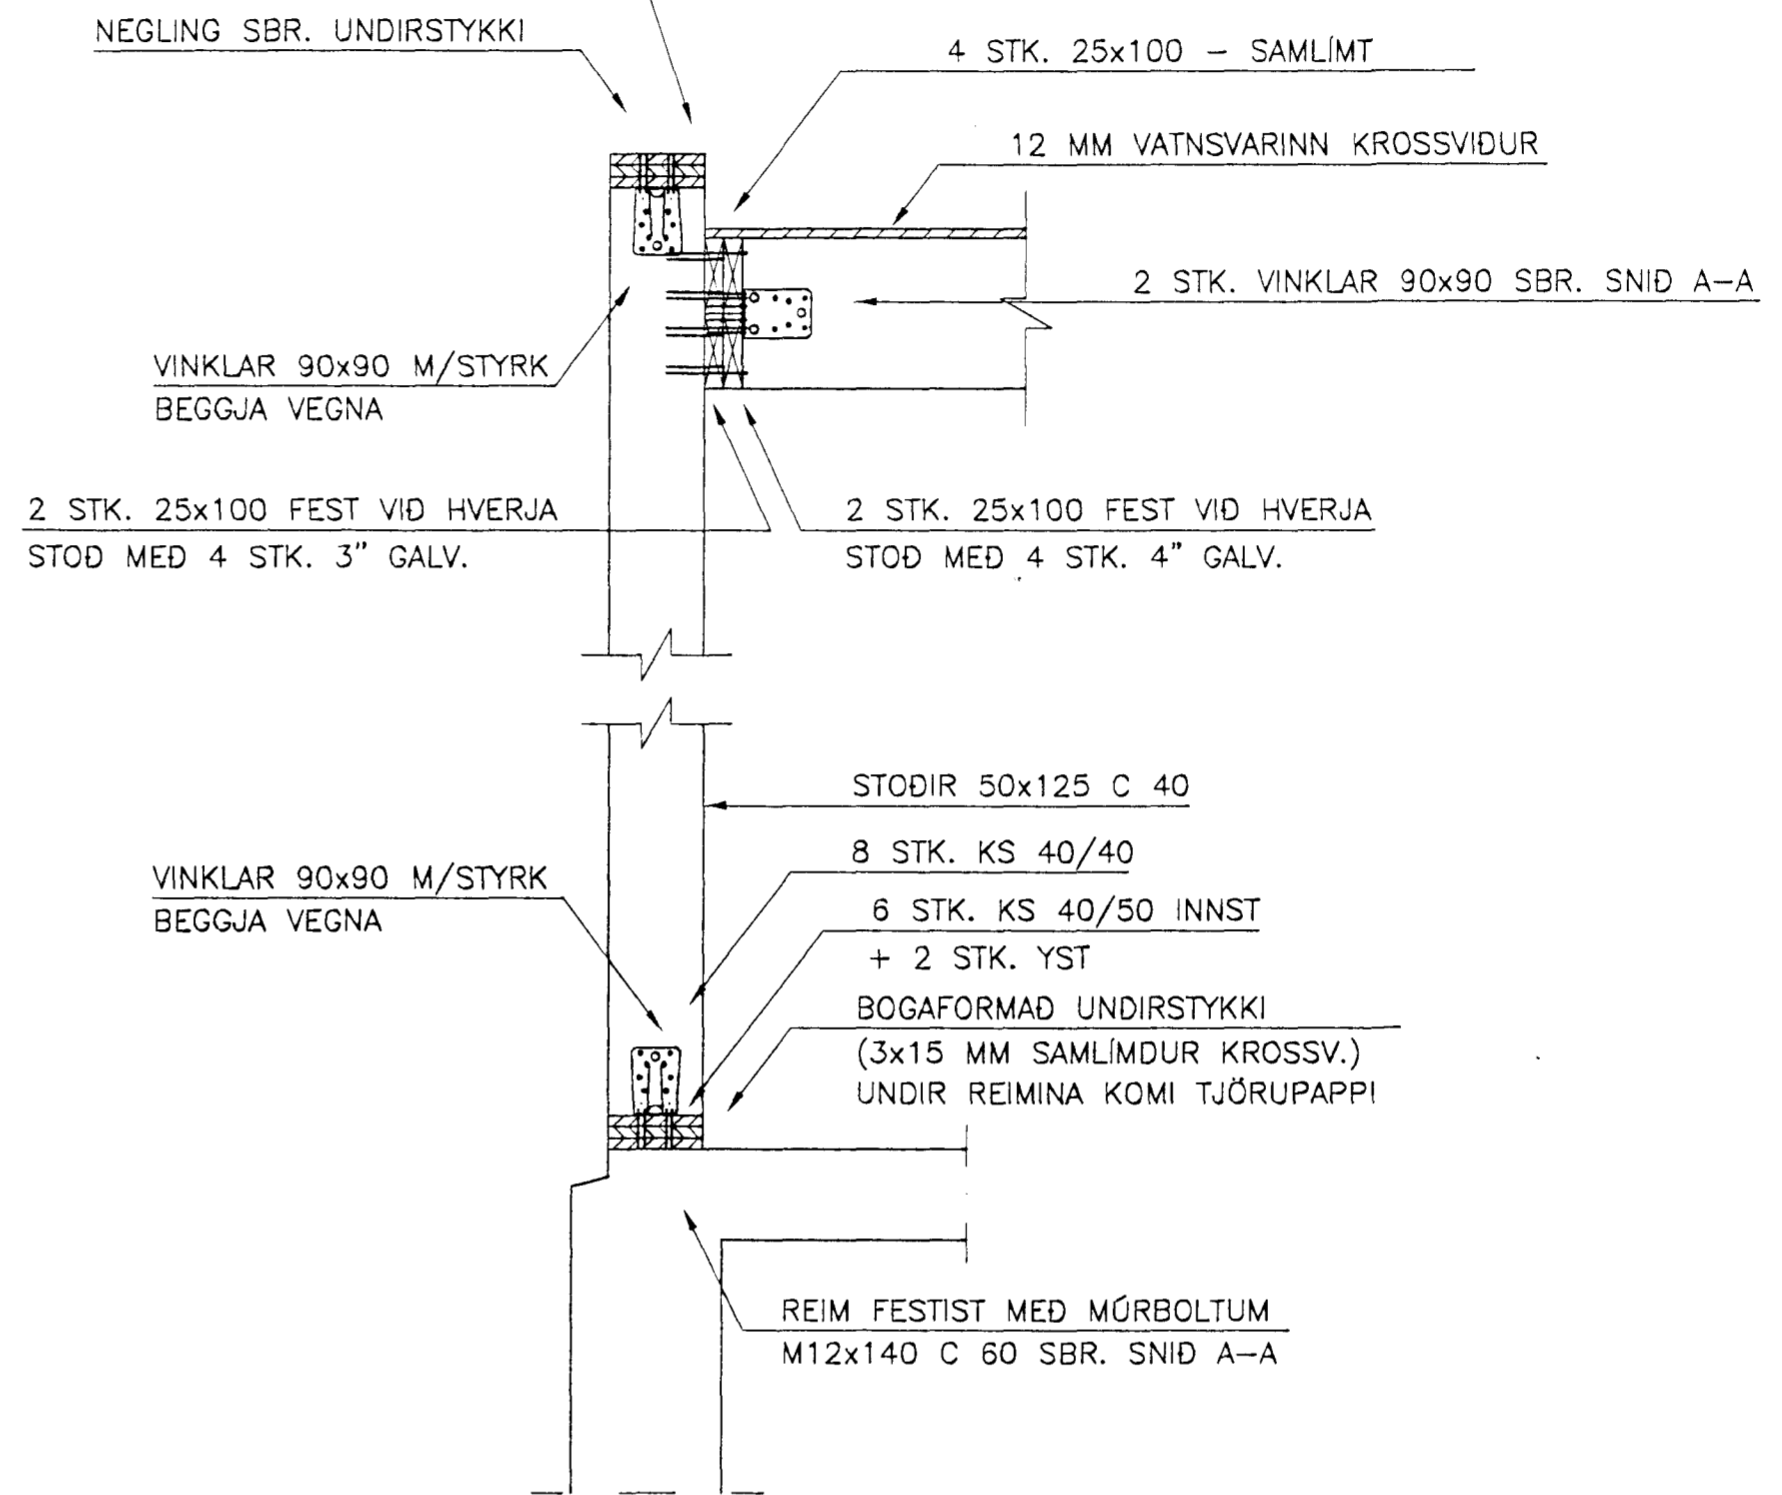 NEGLING SBR. UNDIRSTYKKI
4 STK. 25x100 – SAMLÍMT
12 MM VATNSVARINN KROSSVIÐUR
2 STK. VINKLAR 90x90 SBR. SNIÐ A–A
VINKLAR 90x90 M/STYRK
BEGGJA VEGNA
2 STK. 25x100 FEST VIÐ HVERJA
STOÐ MEÐ 4 STK. 3" GALV.
2 STK. 25x100 FEST VIÐ HVERJA
STOÐ MEÐ 4 STK. 4" GALV.
STOÐIR 50x125 C 40
8 STK. KS 40/40
VINKLAR 90x90 M/STYRK
BEGGJA VEGNA
6 STK. KS 40/50 INNST
+ 2 STK. YST
BOGAFORMAÐ UNDIRSTYKKI
(3x15 MM SAMLÍMDUR KROSSV.)
UNDIR REIMINA KOMI TJÖRUPAPPI
REIM FESTIST MEÐ MÚRBOLTUM
M12x140 C 60 SBR. SNIÐ A–A